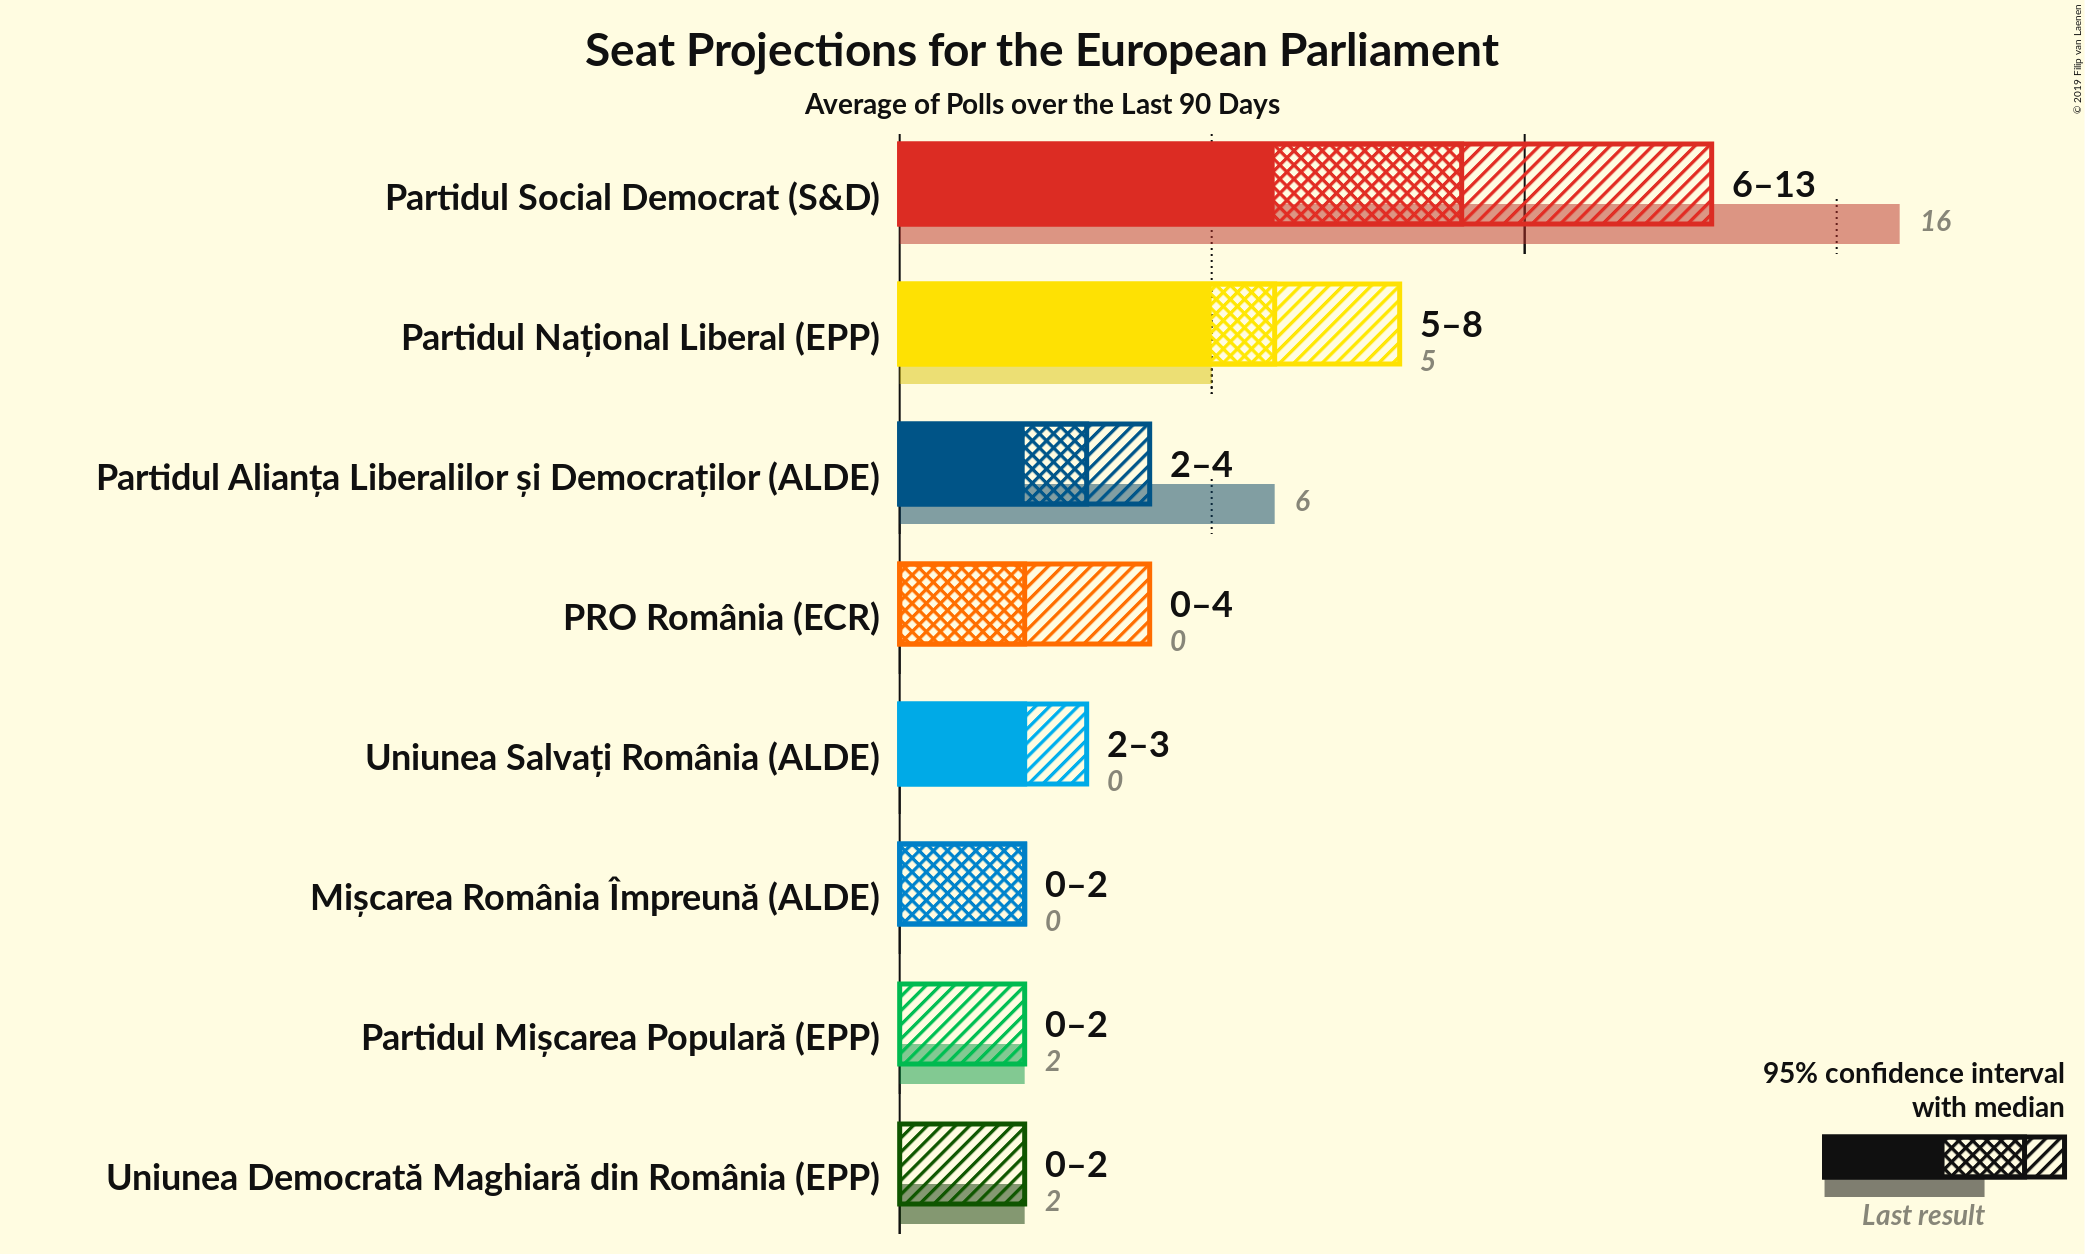 Seat Projections for the European Parliament
Average of Polls over the Last 90 Days
© 2019 Filip van Laenen
Partidul Social Democrat (S&D)
6–13
16
Partidul Național Liberal (EPP)
5–8
5
Partidul Alianța Liberalilor și Democraților (ALDE)
2–4
6
PRO România (ECR)
0–4
0
Uniunea Salvați România (ALDE)
2–3
0
Mișcarea România Împreună (ALDE)
0–2
0
Partidul Mișcarea Populară (EPP)
0–2
2
Uniunea Democrată Maghiară din România (EPP)
0–2
2
95% confidence interval
with median
Last result